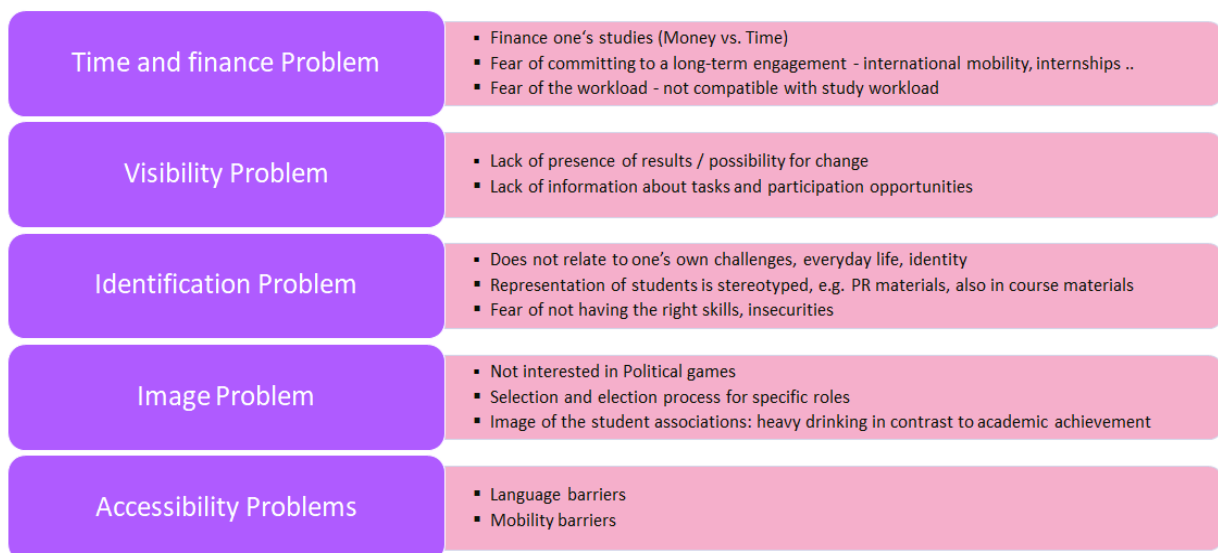 Time and finance Problem
▪ Finance one‘s studies (Money vs. Time)
▪ Fear of committing to a long-term engagement - international mobility, internships ..
▪ Fear of the workload - not compatible with study workload
Visibility Problem
▪ Lack of presence of results / possibility for change
▪ Lack of information about tasks and participation opportunities
Identification Problem
▪ Does not relate to one’s own challenges, everyday life, identity
▪ Representation of students is stereotyped, e.g. PR materials, also in course materials
▪ Fear of not having the right skills, insecurities
Image Problem
▪ Not interested in Political games
▪ Selection and election process for specific roles
▪ Image of the student associations: heavy drinking in contrast to academic achievement
Accessibility Problems
▪ Language barriers
▪ Mobility barriers